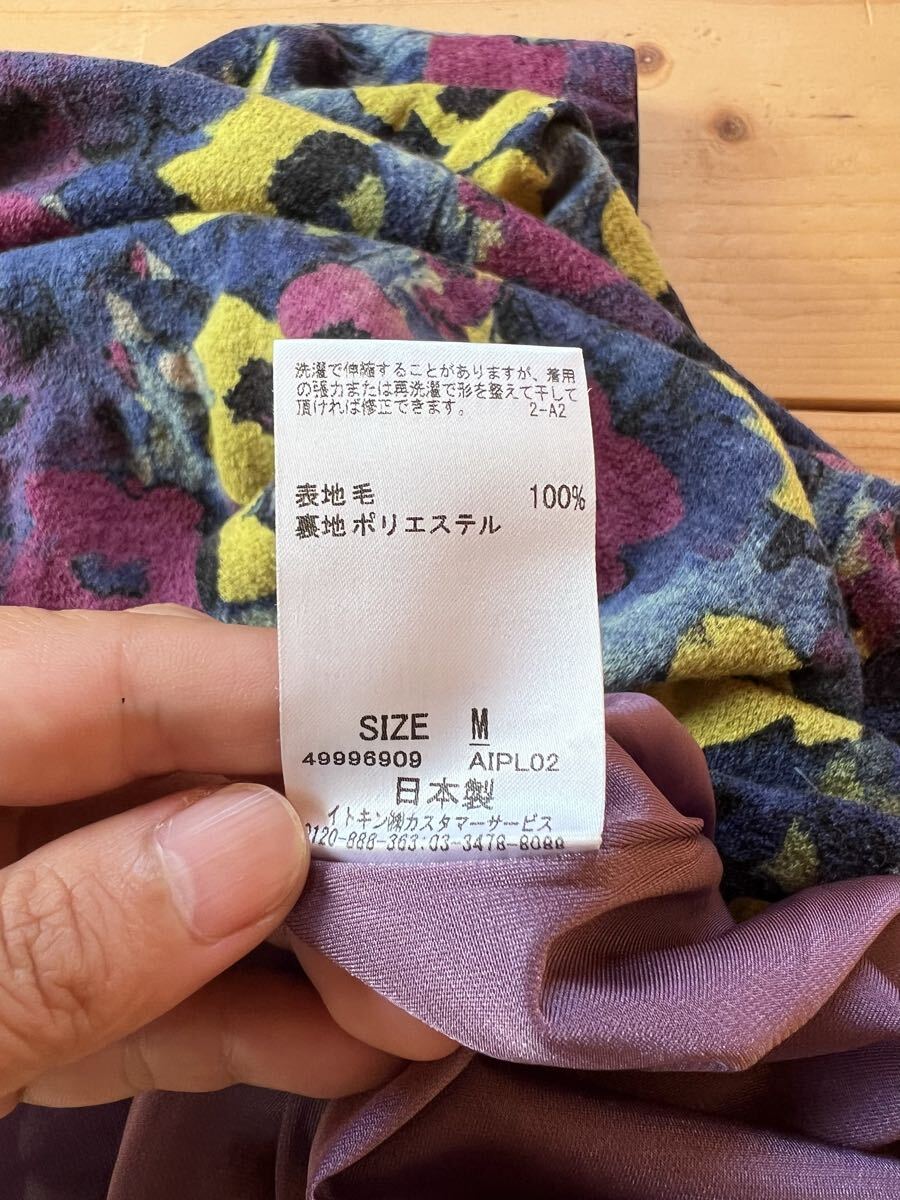 洗濯で伸縮することがありますが、着用
の張力または再洗濯で形を整えて干して
頂ければ修正できます。 2-A2
表地 毛 100%
裏地 ポリエステル
SIZE M
49996909 AIPL02
日本製
イトキン㈱カスタマーサービス
0120-888-363:03-3478-8088